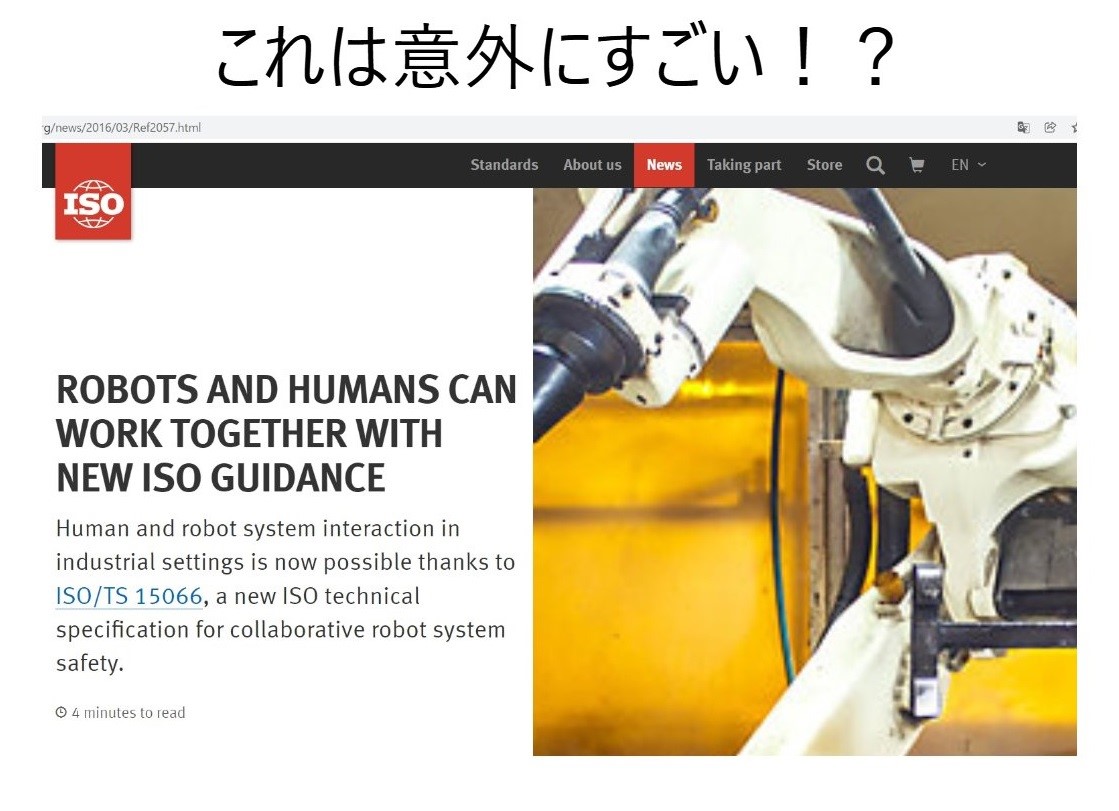 これは意外にすごい！？
rg/news/2016/03/Ref2057.html
Standards About us News Taking part Store EN
ISO
ROBOTS AND HUMANS CAN
WORK TOGETHER WITH
NEW ISO GUIDANCE
Human and robot system interaction in
industrial settings is now possible thanks to
ISO/TS 15066, a new ISO technical
specification for collaborative robot system
safety.
4 minutes to read